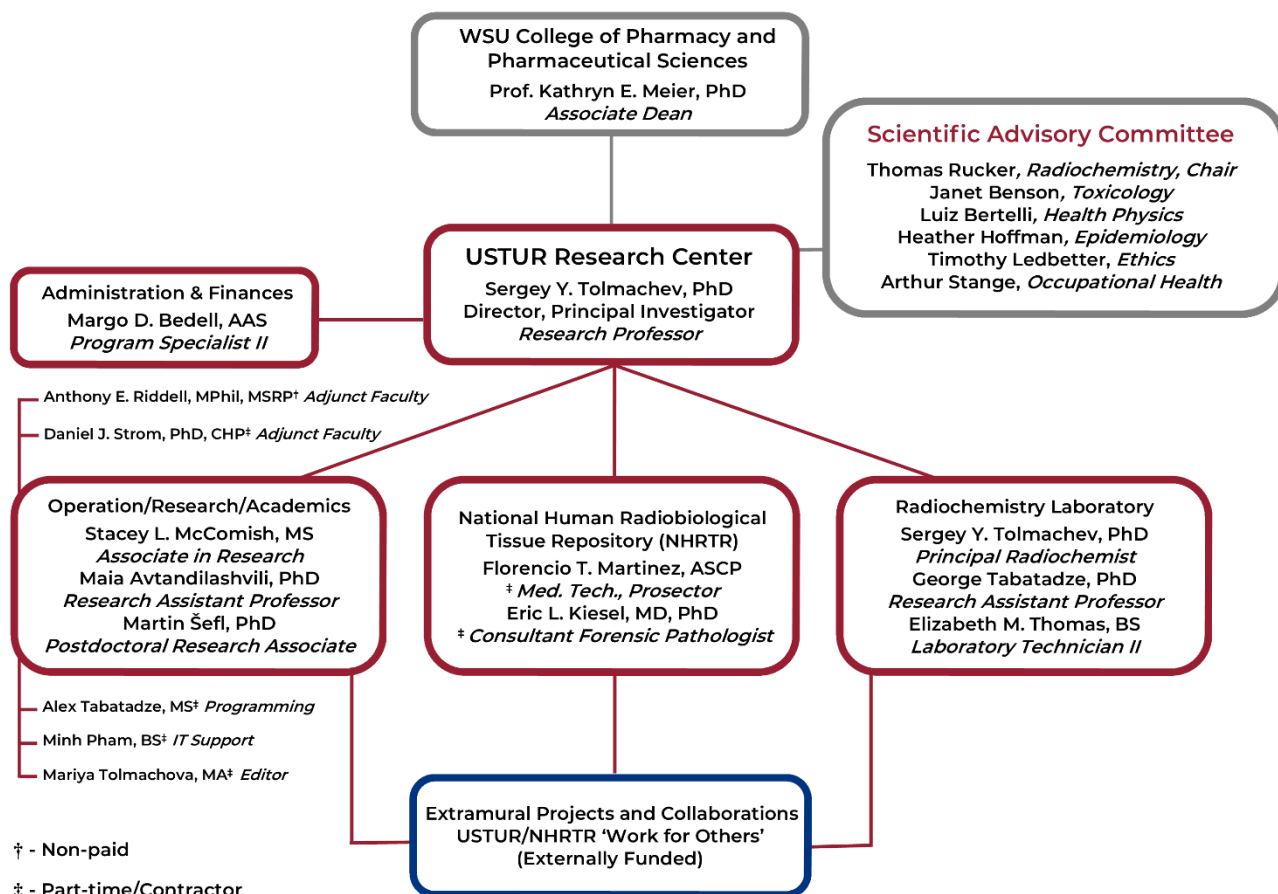 WSU College of Pharmacy and
Pharmaceutical Sciences
Prof. Kathryn E. Meier, PhD
Associate Dean
Scientific Advisory Committee
Thomas Rucker, Radiochemistry, Chair
Janet Benson, Toxicology
Luiz Bertelli, Health Physics
Heather Hoffman, Epidemiology
Timothy Ledbetter, Ethics
Arthur Stange, Occupational Health
USTUR Research Center
Sergey Y. Tolmachev, PhD
Director, Principal Investigator
Research Professor
Administration & Finances
Margo D. Bedell, AAS
Program Specialist II
Anthony E. Riddell, MPhil, MSRP† Adjunct Faculty
Daniel J. Strom, PhD, CHP‡ Adjunct Faculty
Operation/Research/Academics
Stacey L. McComish, MS
Associate in Research
Maia Avtandilashvili, PhD
Research Assistant Professor
Martin Šefl, PhD
Postdoctoral Research Associate
National Human Radiobiological
Tissue Repository (NHRTR)
Florencio T. Martinez, ASCP
‡ Med. Tech., Prosector
Eric L. Kiesel, MD, PhD
‡ Consultant Forensic Pathologist
Radiochemistry Laboratory
Sergey Y. Tolmachev, PhD
Principal Radiochemist
George Tabatadze, PhD
Research Assistant Professor
Elizabeth M. Thomas, BS
Laboratory Technician II
Alex Tabatadze, MS‡ Programming
Minh Pham, BS‡ IT Support
Mariya Tolmachova, MA‡ Editor
Extramural Projects and Collaborations
USTUR/NHRTR ‘Work for Others’
(Externally Funded)
† - Non-paid
‡ - Part-time/Contractor